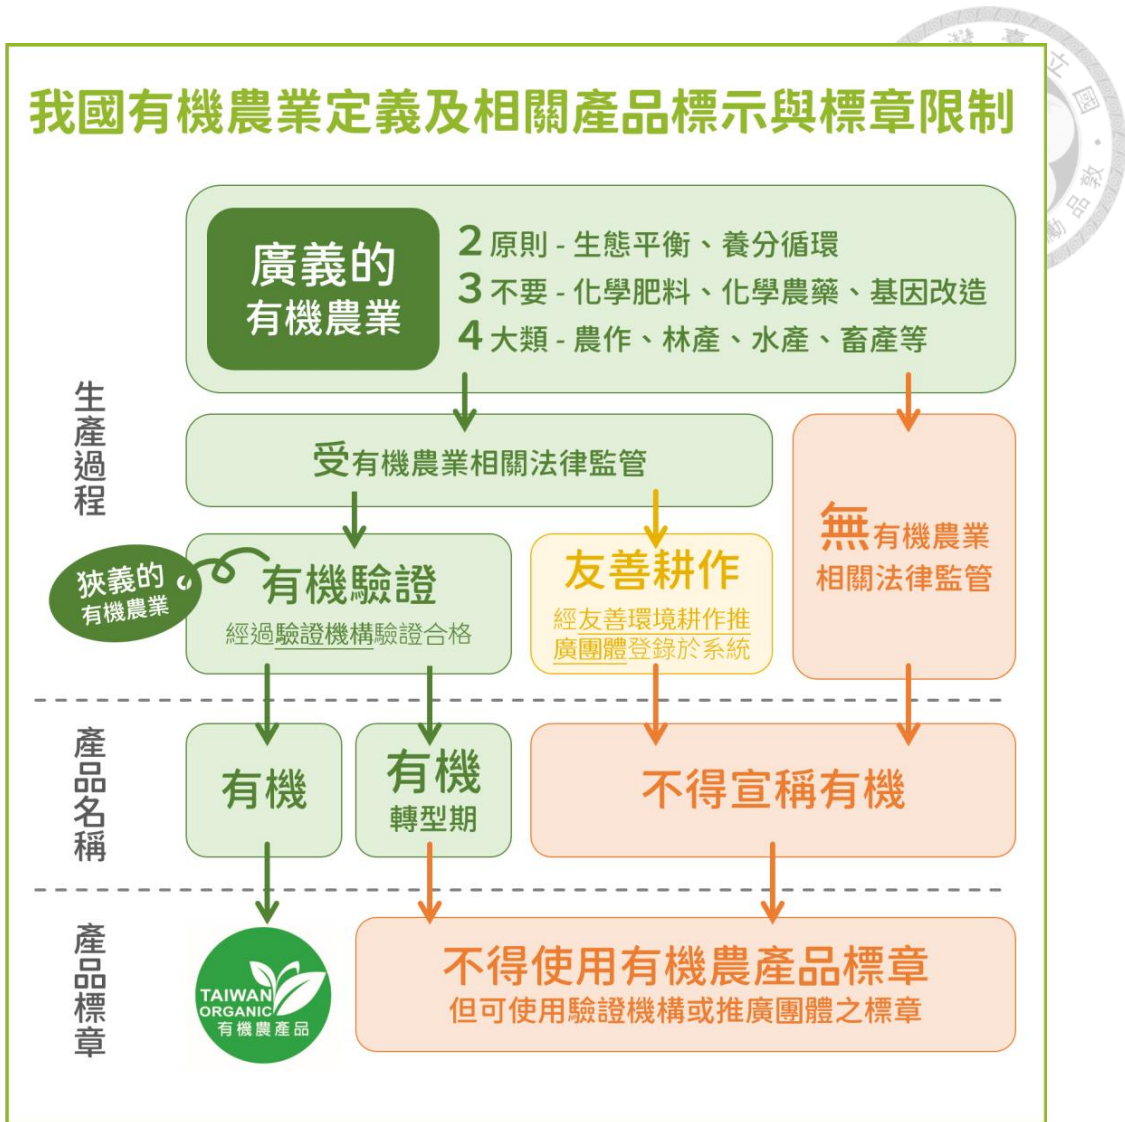 我國有機農業定義及相關產品標示與標章限制
廣義的
有機農業
2 原則 - 生態平衡、養分循環
3 不要 - 化學肥料、化學農藥、基因改造
4 大類 - 農作、林產、水產、畜產等
生產過程
受有機農業相關法律監管
無有機農業
相關法律監管
狹義的
有機農業
有機驗證
經過驗證機構驗證合格
友善耕作
經友善環境耕作推
廣團體登錄於系統
產品名稱
有機
有機
轉型期
不得宣稱有機
產品標章
TAIWAN
ORGANIC
有機農產品
不得使用有機農產品標章
但可使用驗證機構或推廣團體之標章
灣臺立國
敦品勵